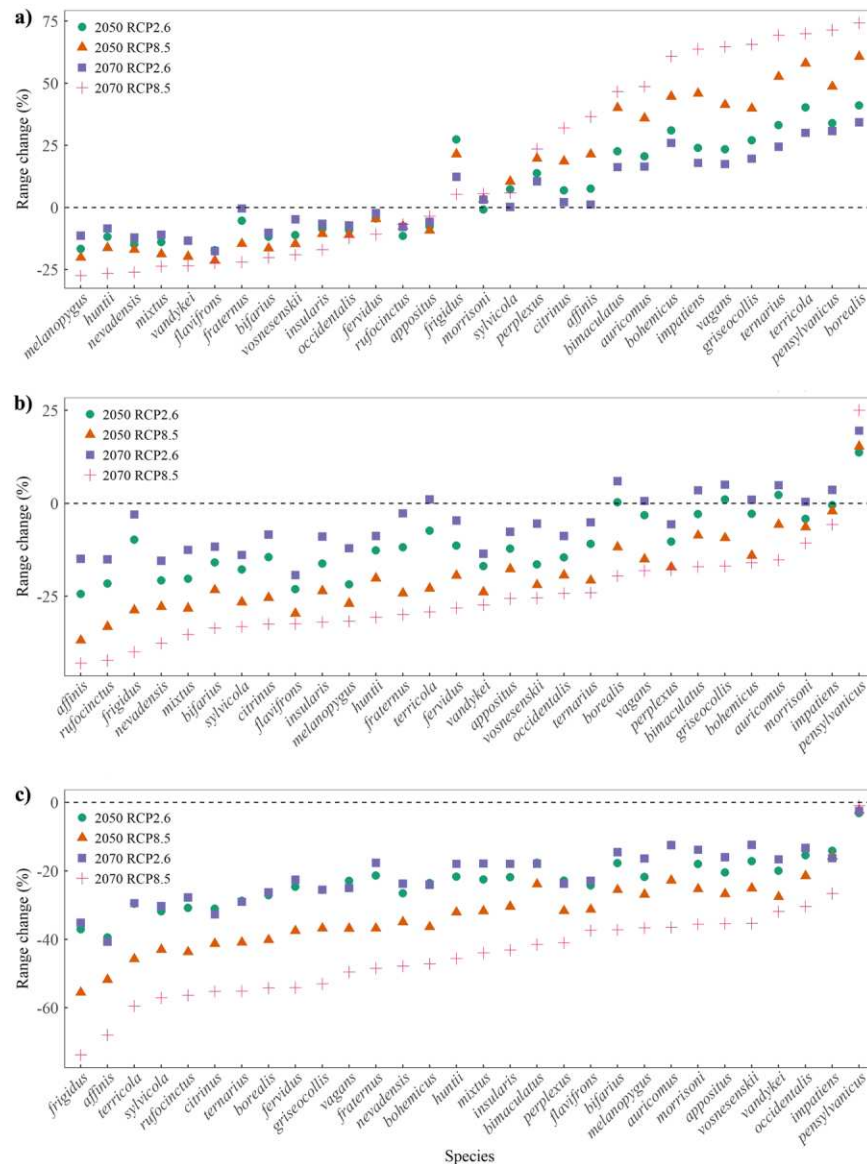 a)
75
50
25
0
-25
Range change (%)
2050 RCP2.6
2050 RCP8.5
2070 RCP2.6
2070 RCP8.5
melanopygus
huntii
nevadensis
mixtus
vandykei
flavifrons
fraternus
bifarius
vosnesenskii
insularis
occidentalis
fervidus
rufocinctus
appositus
frigidus
morrisoni
sylvicola
perplexus
citrinus
affinis
bimaculatus
auricomus
bohemicus
impatiens
vagans
griseocollis
ternarius
terricola
pensylvanicus
borealis
b)
25
0
-25
Range change (%)
2050 RCP2.6
2050 RCP8.5
2070 RCP2.6
2070 RCP8.5
affinis
rufocinctus
frigidus
nevadensis
mixtus
bifarius
sylvicola
citrinus
flavifrons
insularis
melanopygus
huntii
fraternus
terricola
fervidus
vandykei
appositus
vosnesenskii
occidentalis
ternarius
borealis
vagans
perplexus
bimaculatus
griseocollis
bohemicus
auricomus
morrisoni
impatiens
pensylvanicus
c)
0
-20
-40
-60
Range change (%)
2050 RCP2.6
2050 RCP8.5
2070 RCP2.6
2070 RCP8.5
frigidus
affinis
terricola
sylvicola
rufocinctus
citrinus
ternarius
borealis
fervidus
griseocollis
vagans
fraternus
nevadensis
bohemicus
huntii
mixtus
insularis
bimaculatus
perplexus
flavifrons
bifarius
melanopygus
auricomus
morrisoni
appositus
vosnesenskii
vandykei
occidentalis
impatiens
pensylvanicus
Species